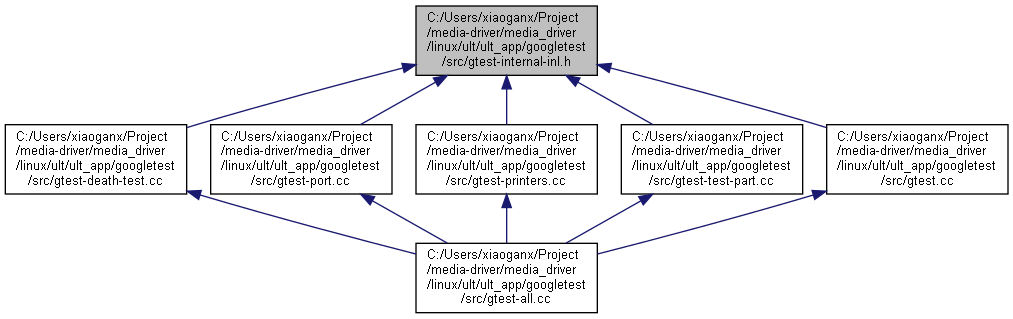 C:/Users/xiaoganx/Project
/media-driver/media_driver
/linux/ult/ult_app/googletest
/src/gtest-internal-inl.h
C:/Users/xiaoganx/Project
/media-driver/media_driver
/linux/ult/ult_app/googletest
/src/gtest-death-test.cc
C:/Users/xiaoganx/Project
/media-driver/media_driver
/linux/ult/ult_app/googletest
/src/gtest-port.cc
C:/Users/xiaoganx/Project
/media-driver/media_driver
/linux/ult/ult_app/googletest
/src/gtest-printers.cc
C:/Users/xiaoganx/Project
/media-driver/media_driver
/linux/ult/ult_app/googletest
/src/gtest-test-part.cc
C:/Users/xiaoganx/Project
/media-driver/media_driver
/linux/ult/ult_app/googletest
/src/gtest.cc
C:/Users/xiaoganx/Project
/media-driver/media_driver
/linux/ult/ult_app/googletest
/src/gtest-all.cc